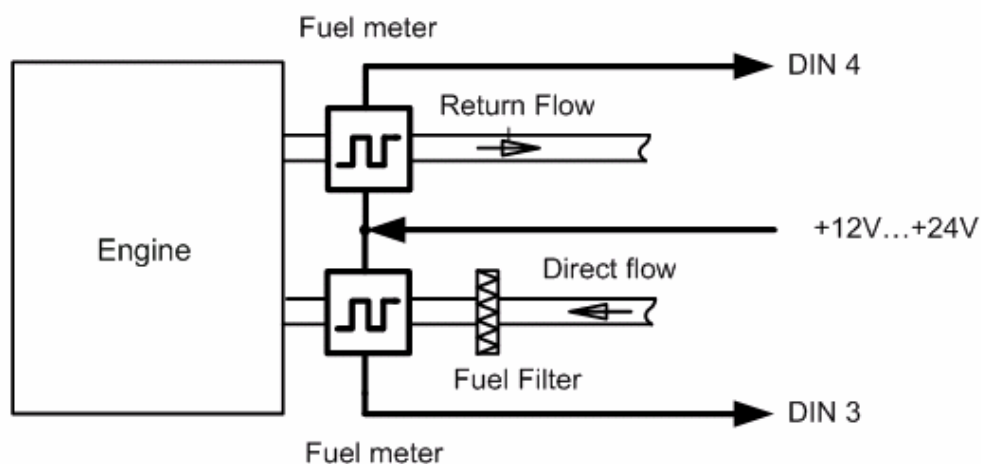 Fuel meter
DIN 4
Return Flow
+12V...+24V
Engine
Direct flow
Fuel Filter
DIN 3
Fuel meter